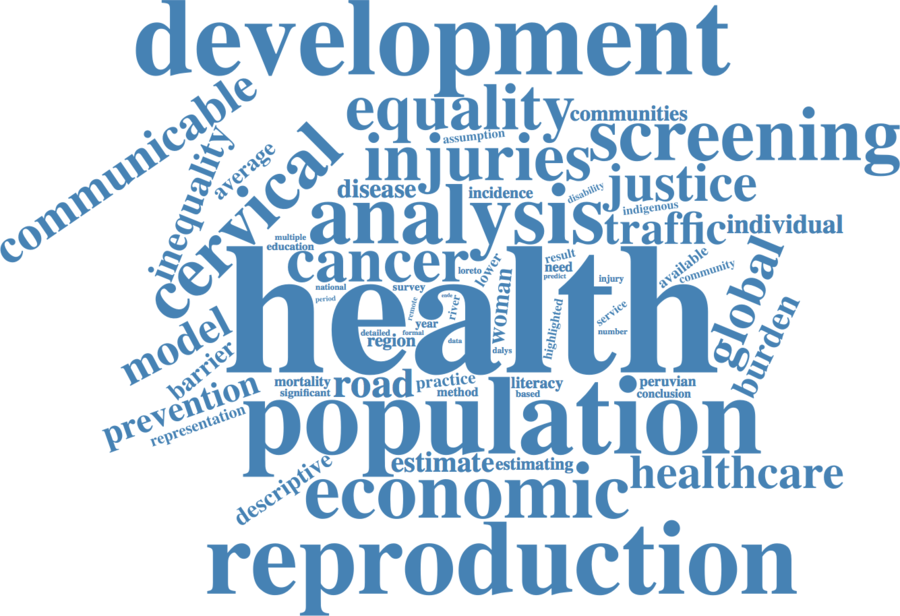 development
communicable
equality
communities
assumption
screening
inequality
average
cervical
injuries
disease
incidence
disability
justice
indigenous
analysis
traffic
individual
multiple
education
cancer
loreto
lower
result
need
predict
injury
available
community
global
health
national
period
survey
remote
river
woman
year
detailed
formal
region
data
dalys
highlighted
service
number
model
barrier
burden
prevention
representation
mortality
significant
road
practice
method
literacy
based
peruvian
conclusion
population
descriptive
estimate
estimating
healthcare
economic
reproduction